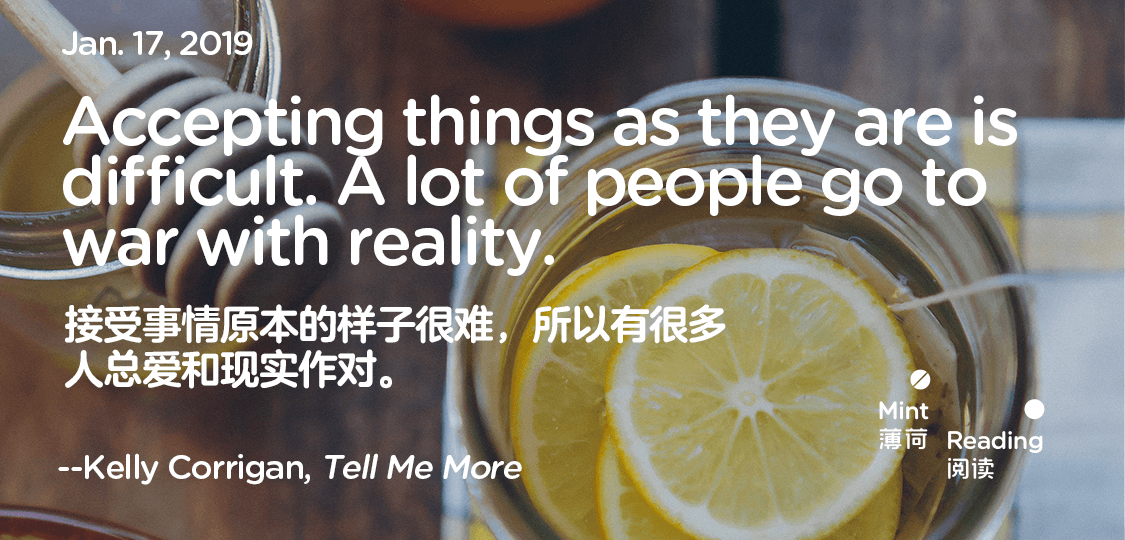 Jan. 17, 2019
Accepting things as they are is
difficult. A lot of people go to
war with reality.
接受事情原本的样子很难，所以有很多
人总爱和现实作对。
--Kelly Corrigan, Tell Me More
Mint
薄荷
Reading
阅读